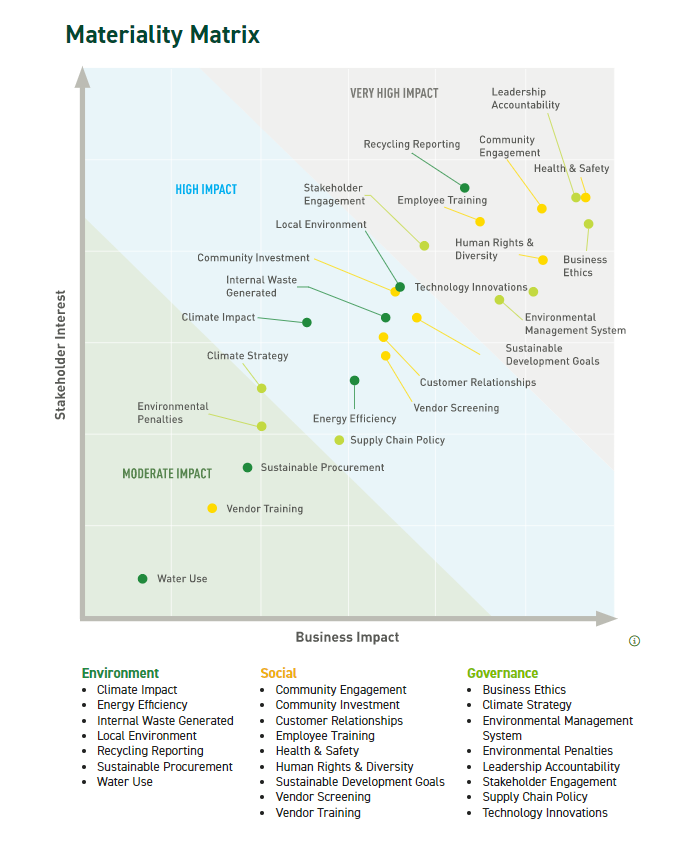 Materiality Matrix
VERY HIGH IMPACT
Leadership
Accountability
Recycling Reporting
Community
Engagement
Health & Safety
HIGH IMPACT
Stakeholder
Engagement
Employee Training
Local Environment
Human Rights &
Diversity
Business
Ethics
Community Investment
Internal Waste
Generated
Technology Innovations
Climate Impact
Environmental
Management System
Sustainable
Development Goals
Climate Strategy
Customer Relationships
Environmental
Penalties
Vendor Screening
Energy Efficiency
Supply Chain Policy
MODERATE IMPACT
Sustainable Procurement
Vendor Training
Water Use
Stakeholder Interest
Business Impact
i
Environment
• Climate Impact
• Energy Efficiency
• Internal Waste Generated
• Local Environment
• Recycling Reporting
• Sustainable Procurement
• Water Use
Social
• Community Engagement
• Community Investment
• Customer Relationships
• Employee Training
• Health & Safety
• Human Rights & Diversity
• Sustainable Development Goals
• Vendor Screening
• Vendor Training
Governance
• Business Ethics
• Climate Strategy
• Environmental Management
System
• Environmental Penalties
• Leadership Accountability
• Stakeholder Engagement
• Supply Chain Policy
• Technology Innovations